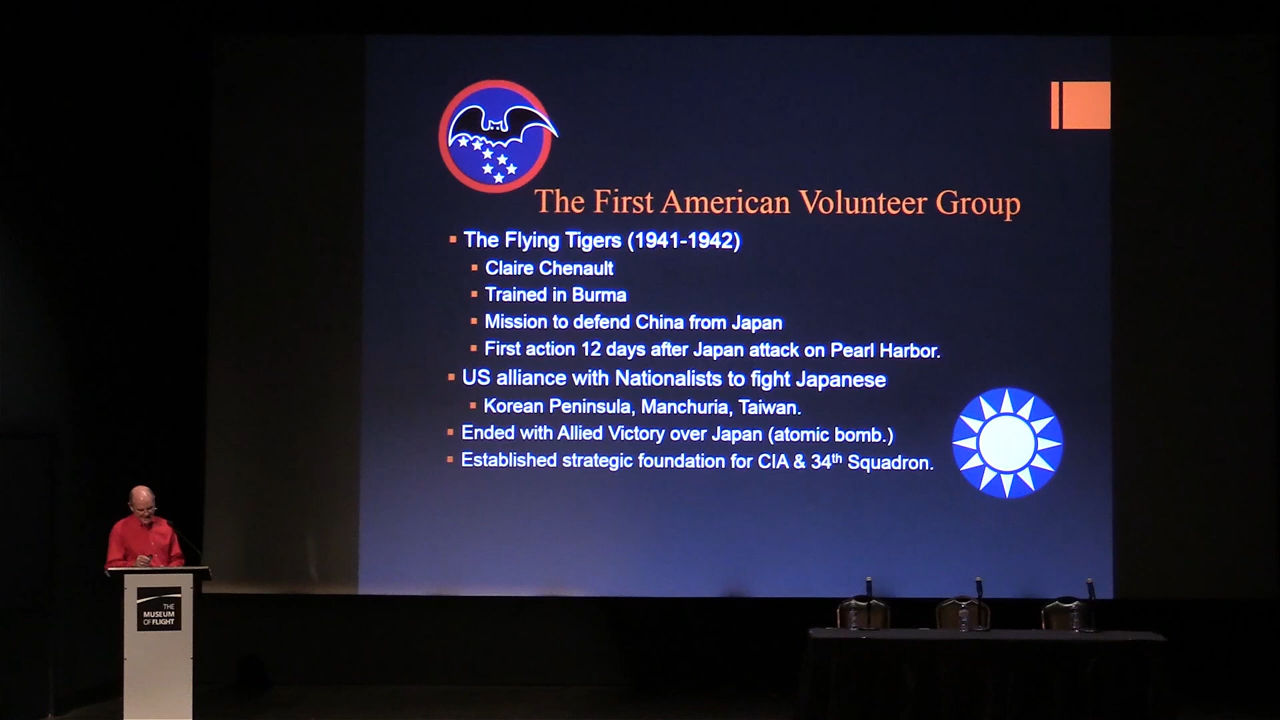 The First American Volunteer Group
The Flying Tigers (1941-1942)
Claire Chenault
Trained in Burma
Mission to defend China from Japan
First action 12 days after Japan attack on Pearl Harbor.
US alliance with Nationalists to fight Japanese
Korean Peninsula, Manchuria, Taiwan.
Ended with Allied Victory over Japan (atomic bomb.)
Established strategic foundation for CIA & 34th Squadron.
THE
MUSEUM
OF FLIGHT